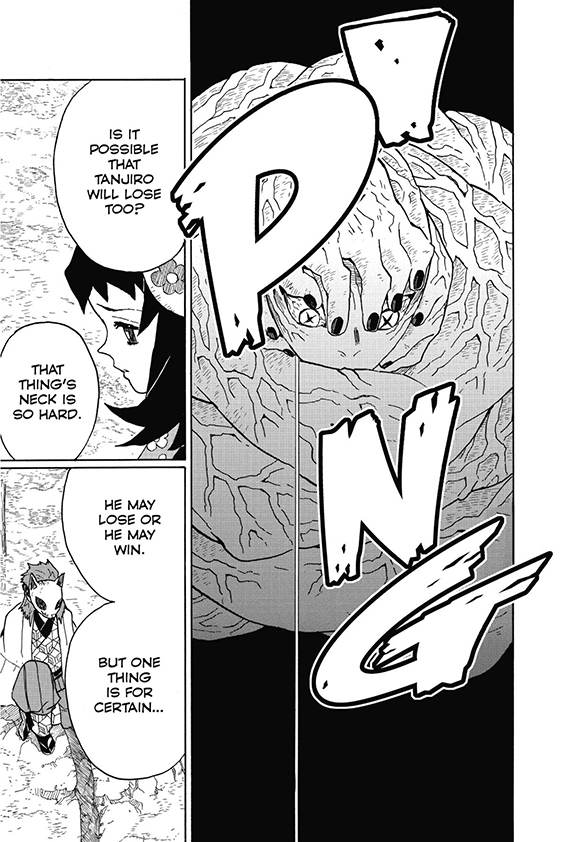 PING
IS IT
POSSIBLE
THAT
TANJIRO
WILL LOSE
TOO?
THAT
THING'S
NECK IS
SO HARD.
HE MAY
LOSE OR
HE MAY
WIN.
BUT ONE
THING
IS FOR
CERTAIN...